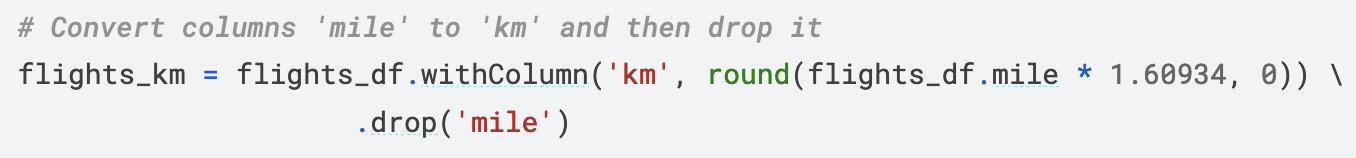 # Convert columns 'mile' to 'km' and then drop it
flights_km = flights_df.withColumn('km', round(flights_df.mile * 1.60934, 0)) \
.drop('mile')